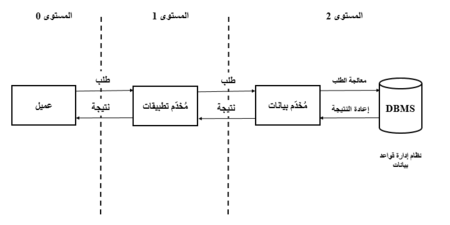 المستوى 0
المستوى 1
المستوى 2
طلب
طلب
معالجة الطلب
عميل
نتيجة
مُخدّم تطبيقات
نتيجة
مُخدّم بيانات
إعادة النتيجة
DBMS
نظام إدارة قواعد
بيانات